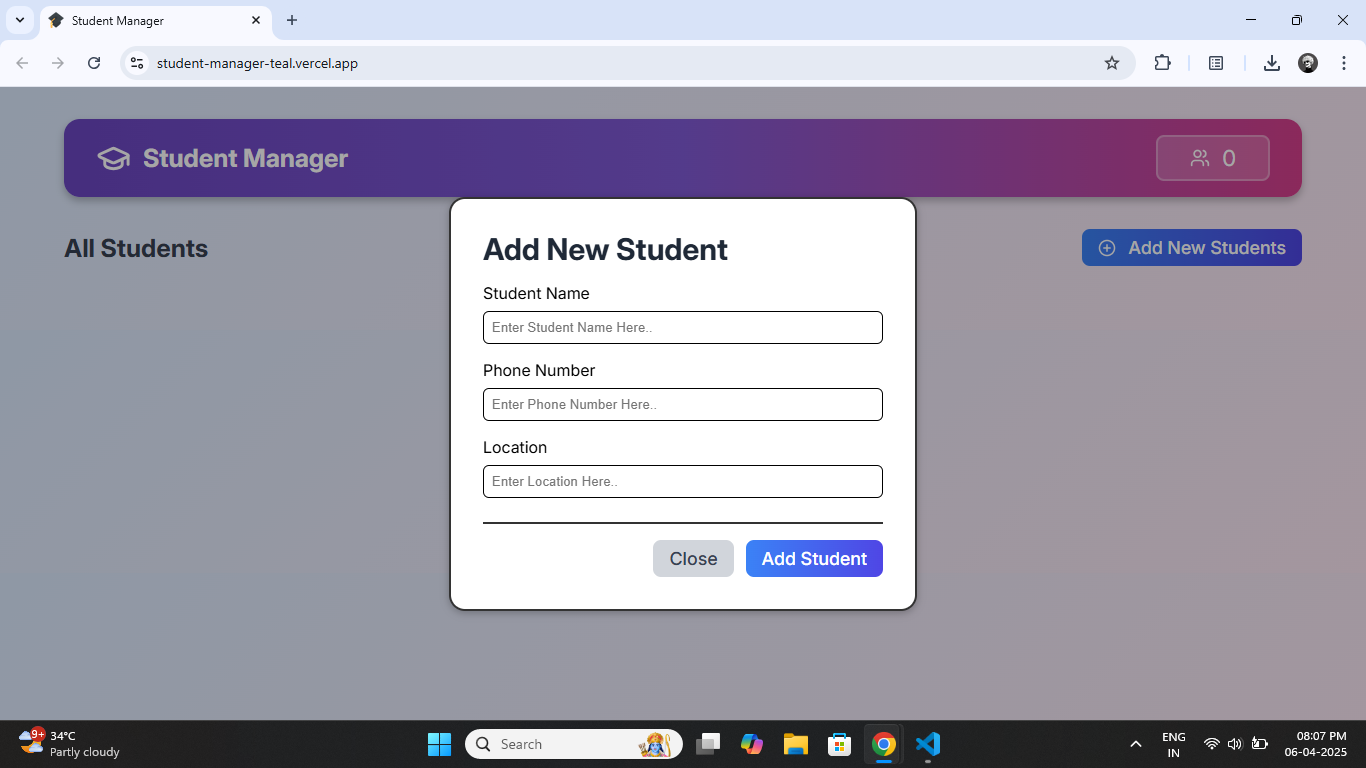 Student Manager
student-manager-teal.vercel.app
Student Manager
0
All Students
Add New Students
Add New Student
Student Name
Enter Student Name Here..
Phone Number
Enter Phone Number Here..
Location
Enter Location Here..
Close
Add Student
9+
34°C
Partly cloudy
Search
ENG
IN
08:07 PM
06-04-2025